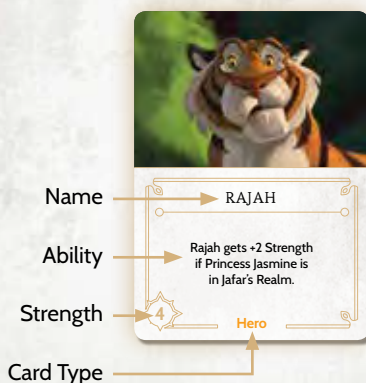 Name
RAJAH
Ability
Rajah gets +2 Strength
if Princess Jasmine is
in Jafar's Realm.
Strength
4
Hero
Card Type